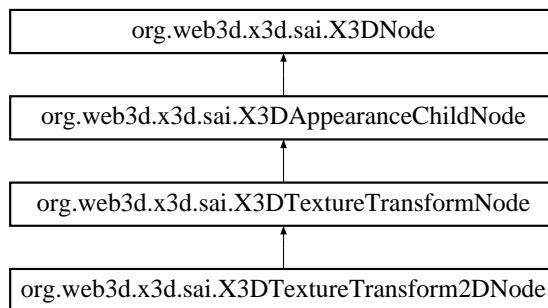 org.web3d.x3d.sai.X3DNode
org.web3d.x3d.sai.X3DAppearanceChildNode
org.web3d.x3d.sai.X3DTextureTransformNode
org.web3d.x3d.sai.X3DTextureTransform2DNode